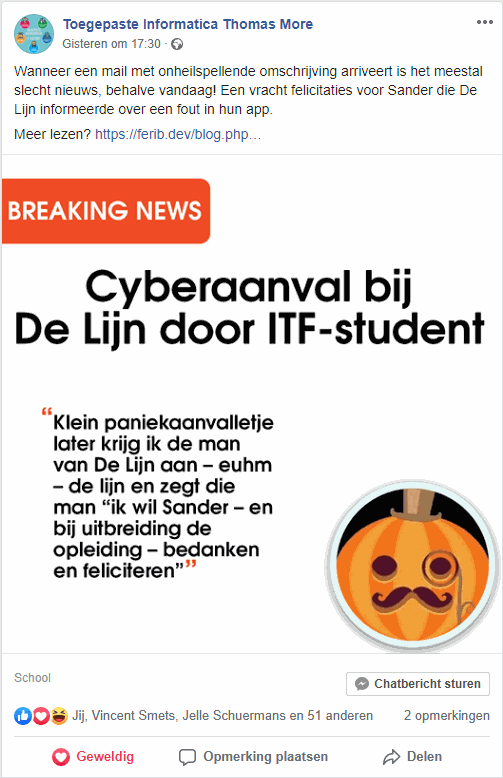 Toegepaste Informatica Thomas More
Gisteren om 17:30 ·
Wanneer een mail met onheilspellende omschrijving arriveert is het meestal
slecht nieuws, behalve vandaag! Een vracht felicitaties voor Sander die De
Lijn informeerde over een fout in hun app.
Meer lezen? https://ferib.dev/blog.php…
BREAKING NEWS
Cyberaanval bij
De Lijn door ITF-student
“Klein paniekaanvalletje
later krijg ik de man
van De Lijn aan – euhm
– de lijn en zegt die
man “ik wil Sander – en
bij uitbreiding de
opleiding – bedanken
en feliciteren””
School
Chatbericht sturen
Jij, Vincent Smets, Jelle Schuermans en 51 anderen
2 opmerkingen
Geweldig
Opmerking plaatsen
Delen